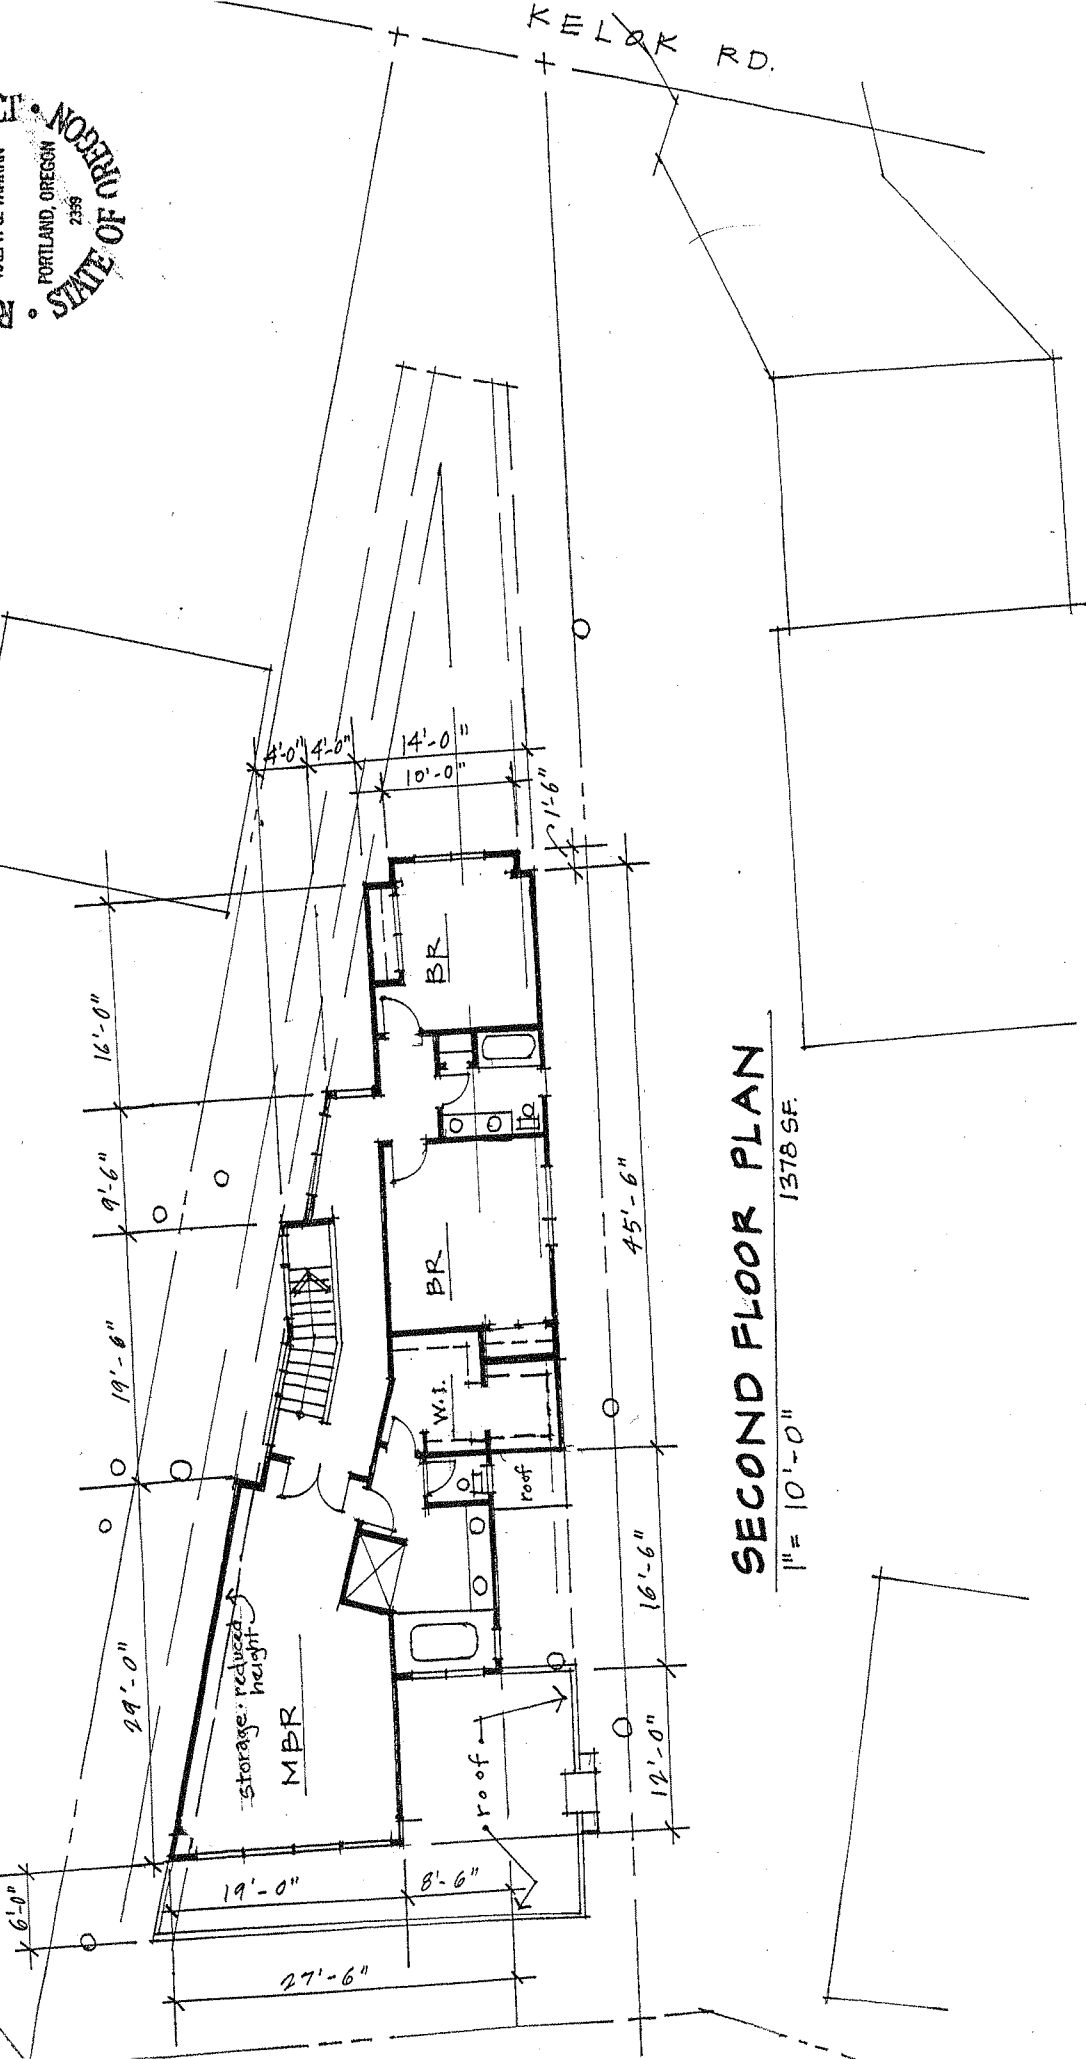 KELOK RD.
STATE OF OREGON
PORTLAND, OREGON
2399
4'-0"
4'-0"
14'-0"
10'-0"
1'-6"
16'-0"
9'-6"
19'-6"
29'-0"
6'-0"
BR
BR
W.I.
roof
storage: reduced
height
MBR
roof
45'-6"
16'-6"
12'-0"
19'-0"
8'-6"
27'-6"
SECOND FLOOR PLAN
1" = 10'-0"
1378 SF.